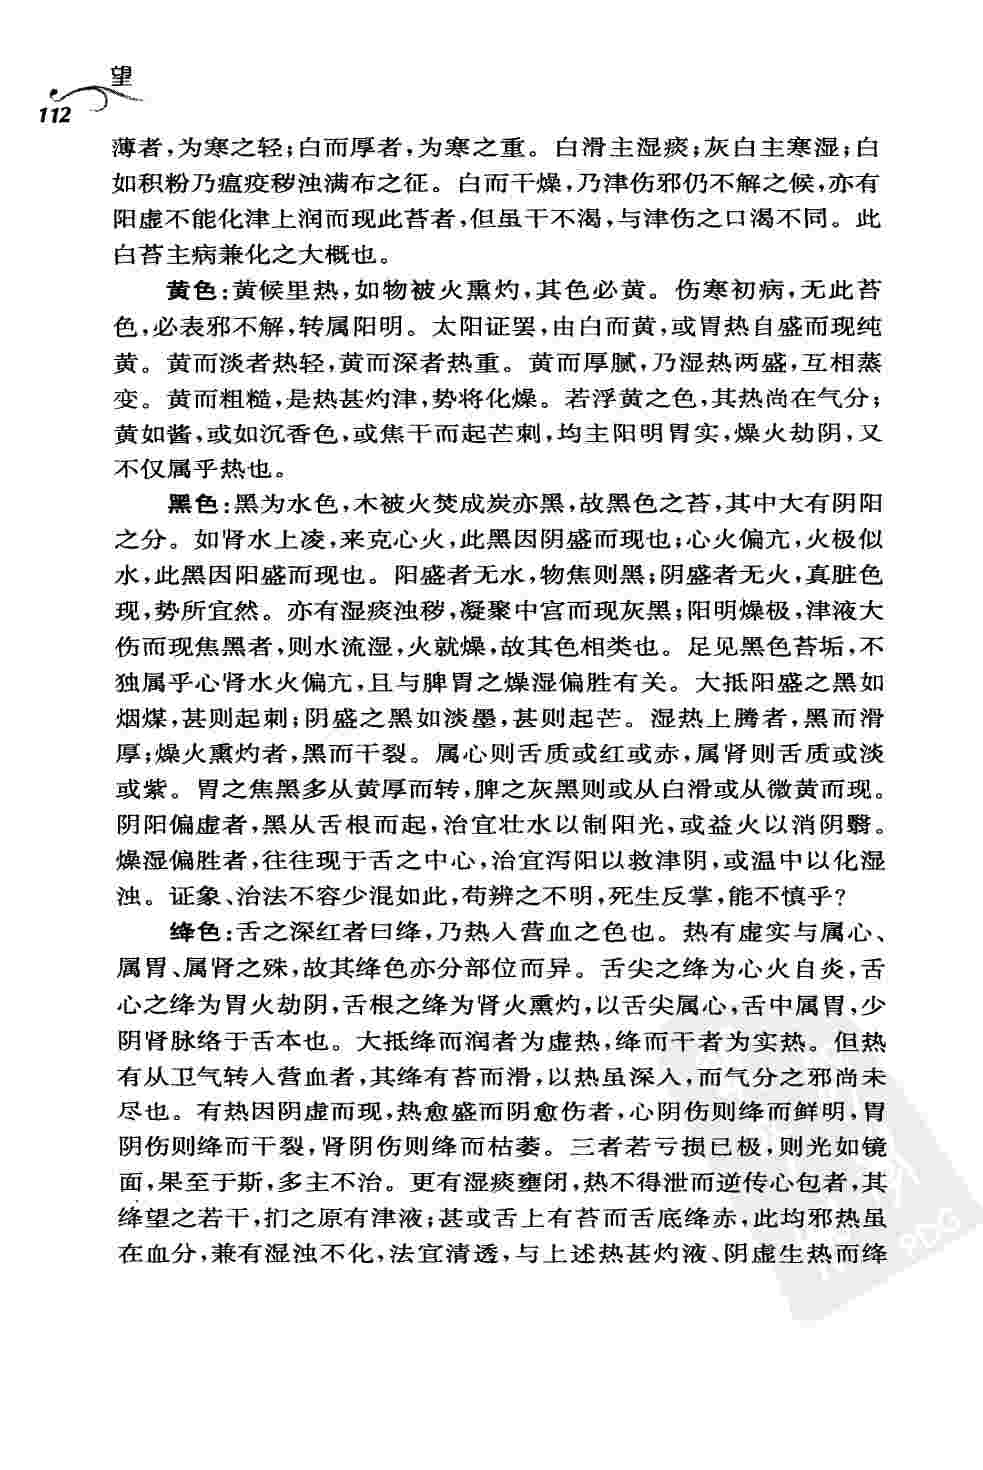 望
112
薄者,为寒之轻;白而厚者,为寒之重。白滑主湿痰;灰白主寒湿;白
如积粉乃瘟疫秽浊满布之征。白而干燥,乃津伤邪仍不解之候,亦有
阳虚不能化津上润而现此苔者,但虽干不渴,与津伤之口渴不同。此
白苔主病兼化之大概也。
黄色:黄候里热,如物被火熏灼,其色必黄。伤寒初病,无此苔
色,必表邪不解,转属阳明。太阳证罢,由白而黄,或胃热自盛而现纯
黄。黄而淡者热轻,黄而深者热重。黄而厚腻,乃湿热两盛,互相蒸
变。黄而粗糙,是热甚灼津,势将化燥。若浮黄之色,其热尚在气分;
黄如酱,或如沉香色,或焦干而起芒刺,均主阳明胃实,燥火劫阴,又
不仅属乎热也。
黑色:黑为水色,木被火焚成炭亦黑,故黑色之苔,其中大有阴阳
之分。如肾水上凌,来克心火,此黑因阴盛而现也;心火偏亢,火极似
水,此黑因阳盛而现也。阳盛者无水,物焦则黑;阴盛者无火,真脏色
现,势所宜然。亦有湿痰浊秽,凝聚中宫而现灰黑;阳明燥极,津液大
伤而现焦黑者,则水流湿,火就燥,故其色相类也。足见黑色苔垢,不
独属乎心肾水火偏亢,且与脾胃之燥湿偏胜有关。大抵阳盛之黑如
烟煤,甚则起刺;阴盛之黑如淡墨,甚则起芒。湿热上腾者,黑而滑
厚;燥火熏灼者,黑而干裂。属心则舌质或红或赤,属肾则舌质或淡
或紫。胃之焦黑多从黄厚而转,脾之灰黑则或从白滑或从微黄而现。
阴阳偏虚者,黑从舌根而起,治宜壮水以制阳光,或益火以消阴翳。
燥湿偏胜者,往往现于舌之中心,治宜泻阳以救津阴,或温中以化湿
浊。证象、治法不容少混如此,苟辨之不明,死生反掌,能不慎乎?
绛色:舌之深红者曰绛,乃热入营血之色也。热有虚实与属心、
属胃、属肾之殊,故其绛色亦分部位而异。舌尖之绛为心火自炎,舌
心之绛为胃火劫阴,舌根之绛为肾火熏灼,以舌尖属心,舌中属胃,少
阴肾脉络于舌本也。大抵绛而润者为虚热,绛而干者为实热。但热
有从卫气转入营血者,其绛有苔而滑,以热虽深入,而气分之邪尚未
尽也。有热因阴虚而现,热愈盛而阴愈伤者,心阴伤则绛而鲜明,胃
阴伤则绛而干裂,肾阴伤则绛而枯萎。三者若亏损已极,则光如镜
面,果至于斯,多主不治。更有湿痰壅闭,热不得泄而逆传心包者,其
绛望之若干,扪之原有津液;甚或舌上有苔而舌底绛赤,此均邪热虽
在血分,兼有湿浊不化,法宜清透,与上述热甚灼液、阴虚生热而绛
PDG